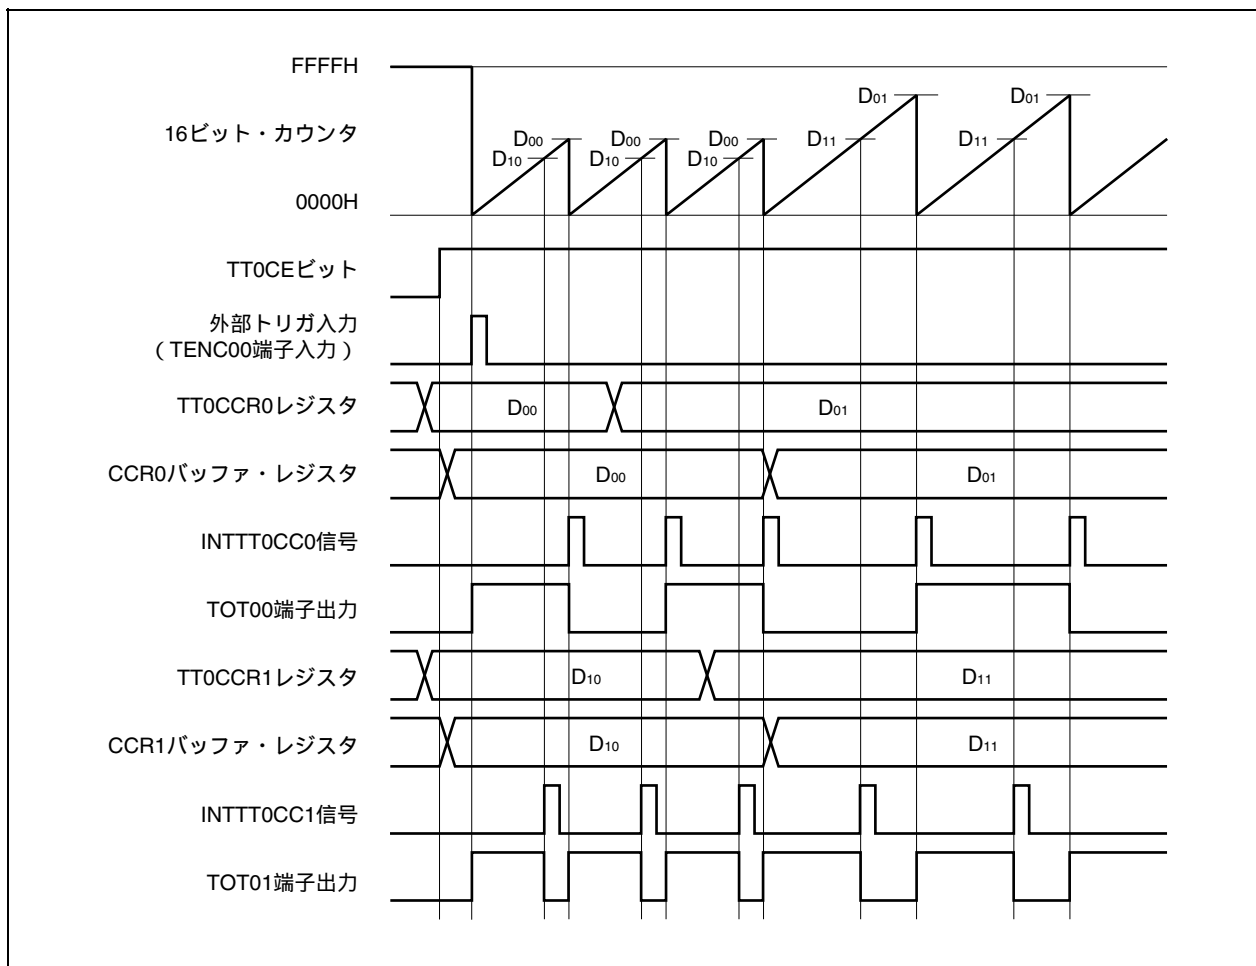 FFFFH
16ビット・カウンタ
0000H
D01
D01
D00
D00
D00
D11
D11
D10
D10
D10
TT0CEビット
外部トリガ入力
（TENC00端子入力）
TT0CCR0レジスタ
D00
D01
CCR0バッファ・レジスタ
D00
D01
INTTT0CC0信号
TOT00端子出力
TT0CCR1レジスタ
D10
D11
CCR1バッファ・レジスタ
D10
D11
INTTT0CC1信号
TOT01端子出力